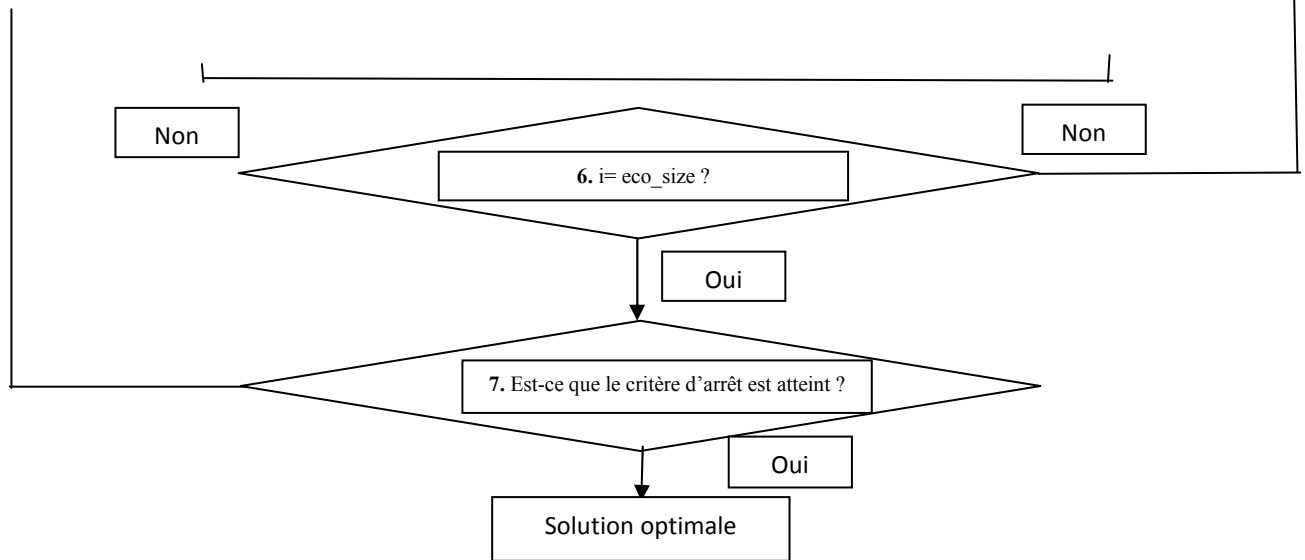 Non
Non
6. i= eco_size ?
Oui
7. Est-ce que le critère d’arrêt est atteint ?
Oui
Solution optimale